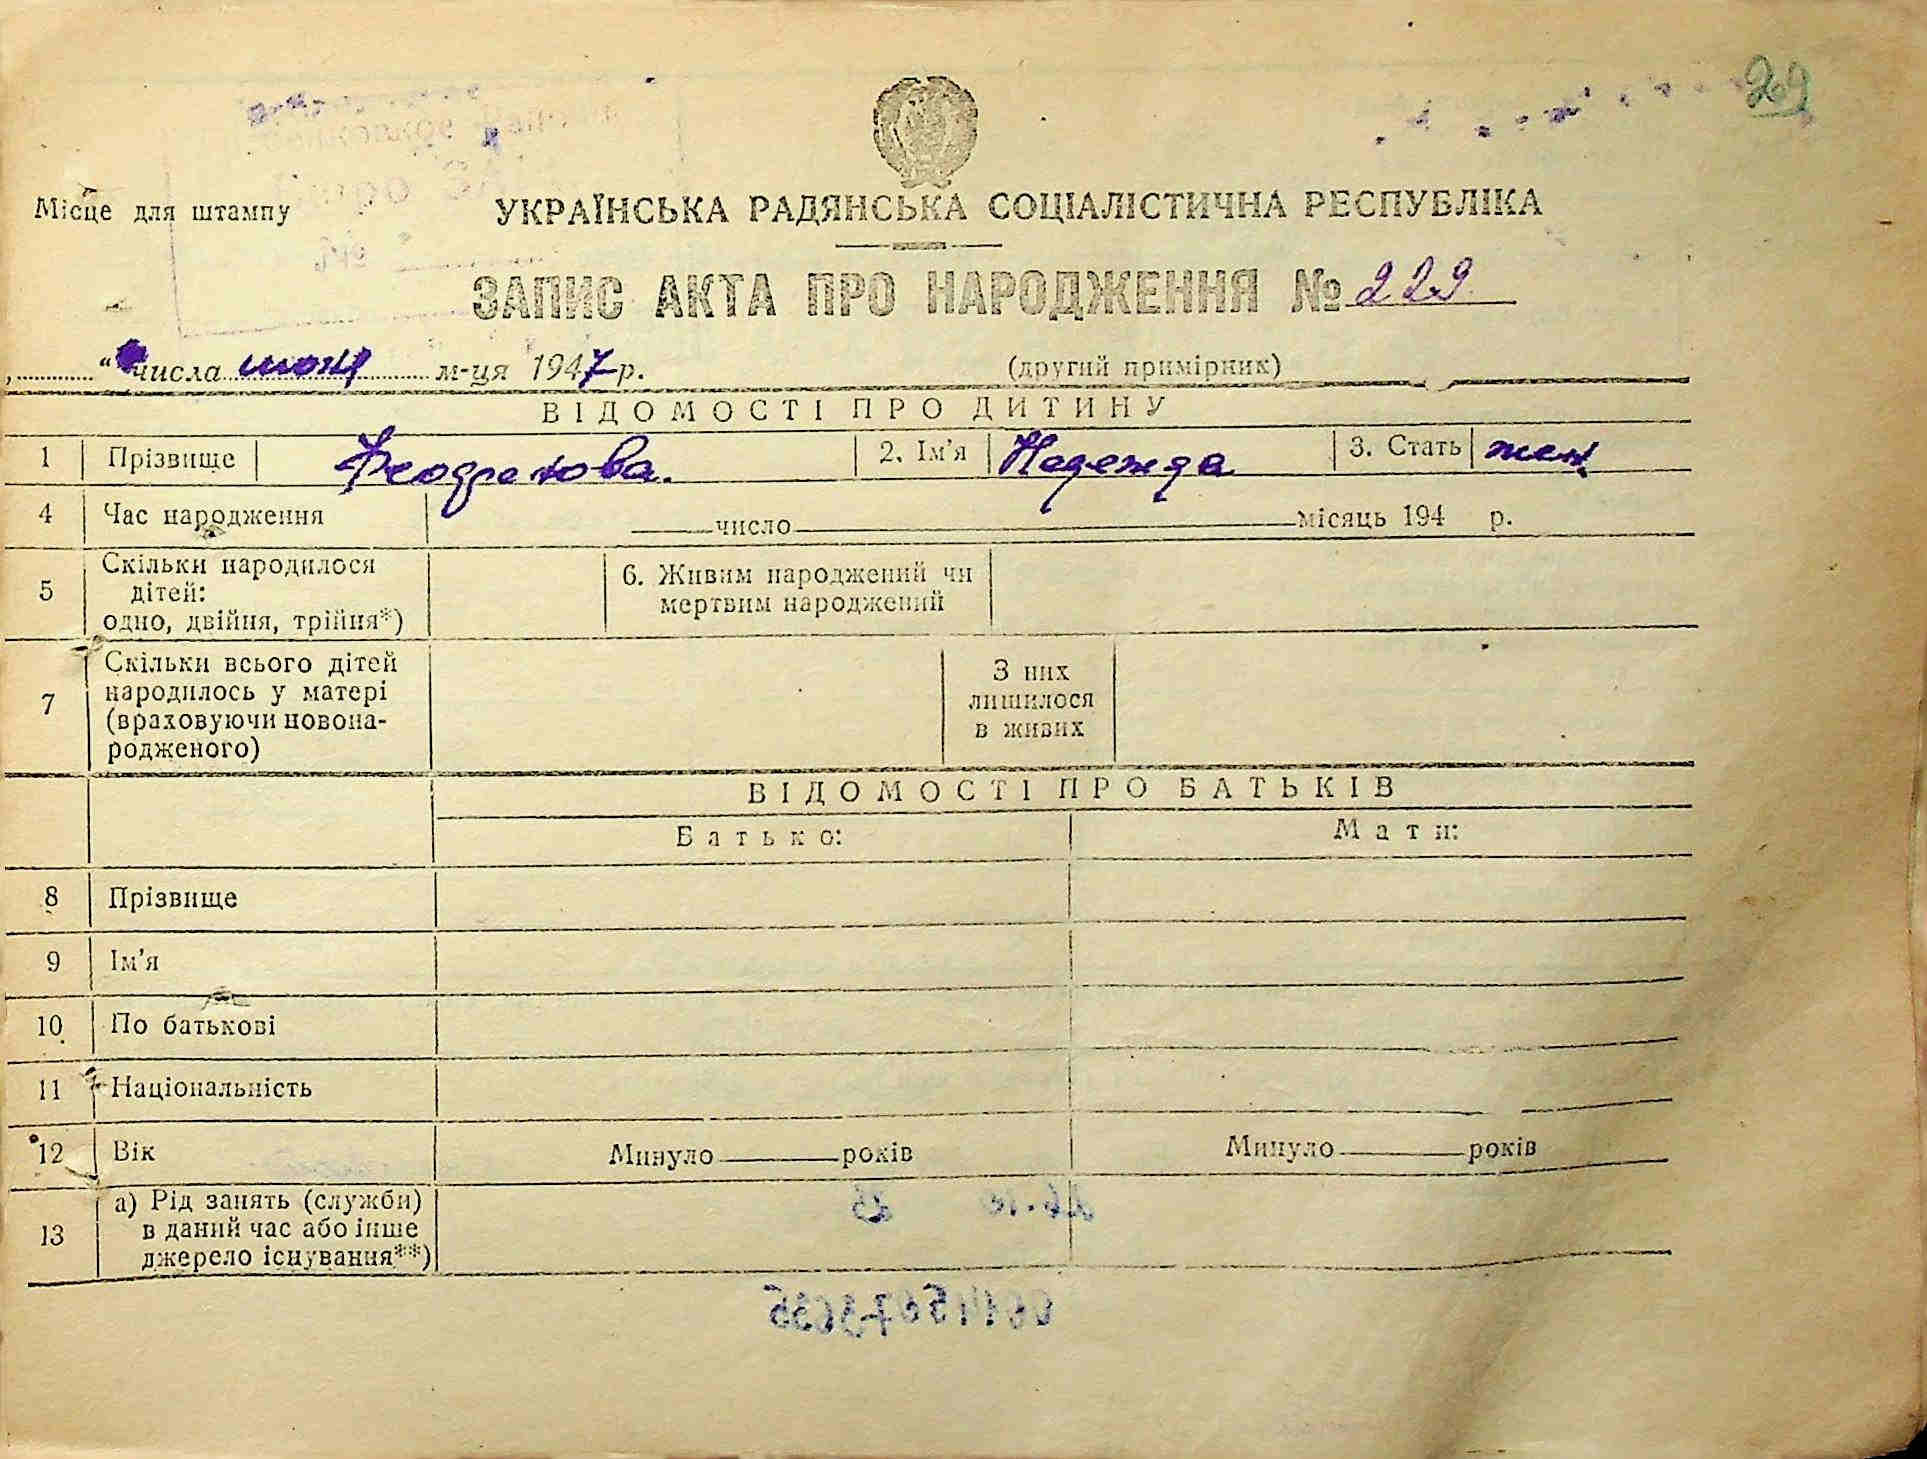 29
Місце для штампу
УКРАЇНСЬКА РАДЯНСЬКА СОЦІАЛІСТИЧНА РЕСПУБЛІКА
ЗАПИС АКТА ПРО НАРОДЖЕННЯ № 229
„ “ числа июня м-ця 1947 р. (другий примірник)
ВІДОМОСТІ ПРО ДИТИНУ
1 Прізвище 2. Ім’я Надежда 3. Стать жен.
4 Час народження число місяць 194 р.
5 Скільки народилося дітей: одно, двійня, трійня*) 6. Живим народжений чи мертвим народжений
7 Скільки всього дітей народилось у матері (враховуючи новонародженого) З них лишилося в живих
ВІДОМОСТІ ПРО БАТЬКІВ
Батько: Мати:
8 Прізвище
9 Ім’я
10 По батькові
11 Національність
12 Вік Минуло років Минуло років
13 а) Рід занять (служби) в даний час або інше джерело існування**)